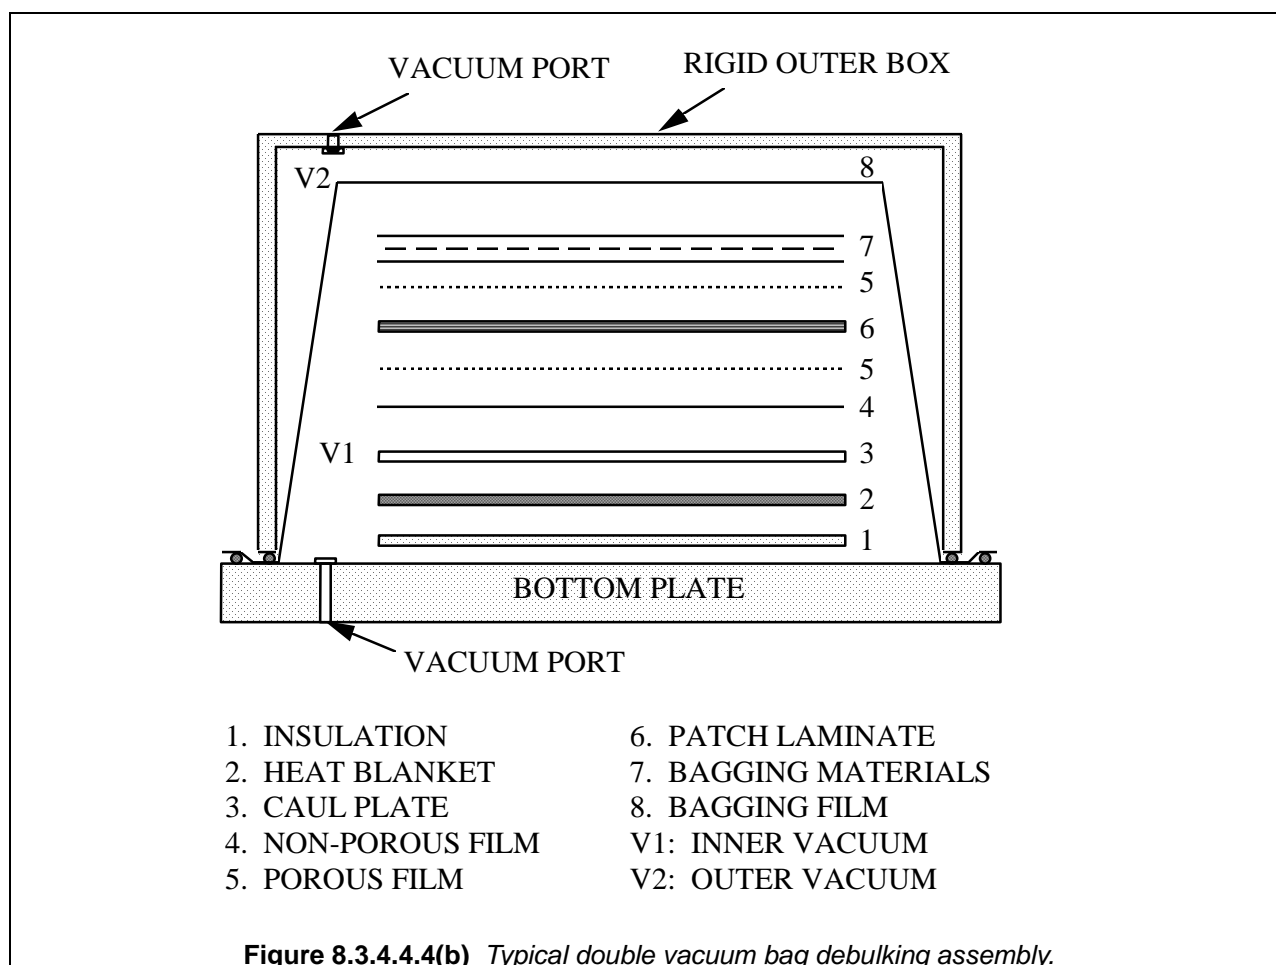 VACUUM PORT
RIGID OUTER BOX
V2
8
7
5
6
5
4
V1
3
2
1
BOTTOM PLATE
VACUUM PORT
1. INSULATION
2. HEAT BLANKET
3. CAUL PLATE
4. NON-POROUS FILM
5. POROUS FILM
6. PATCH LAMINATE
7. BAGGING MATERIALS
8. BAGGING FILM
V1: INNER VACUUM
V2: OUTER VACUUM
Figure 8.3.4.4.4(b) Typical double vacuum bag debulking assembly.